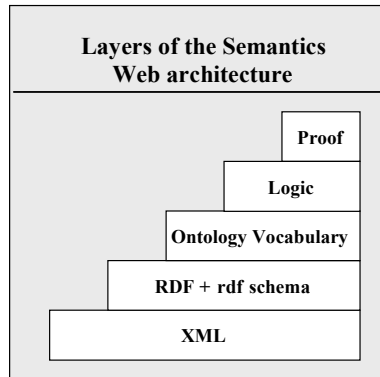 Layers of the Semantics
Web architecture
Proof
Logic
Ontology Vocabulary
RDF + rdf schema
XML